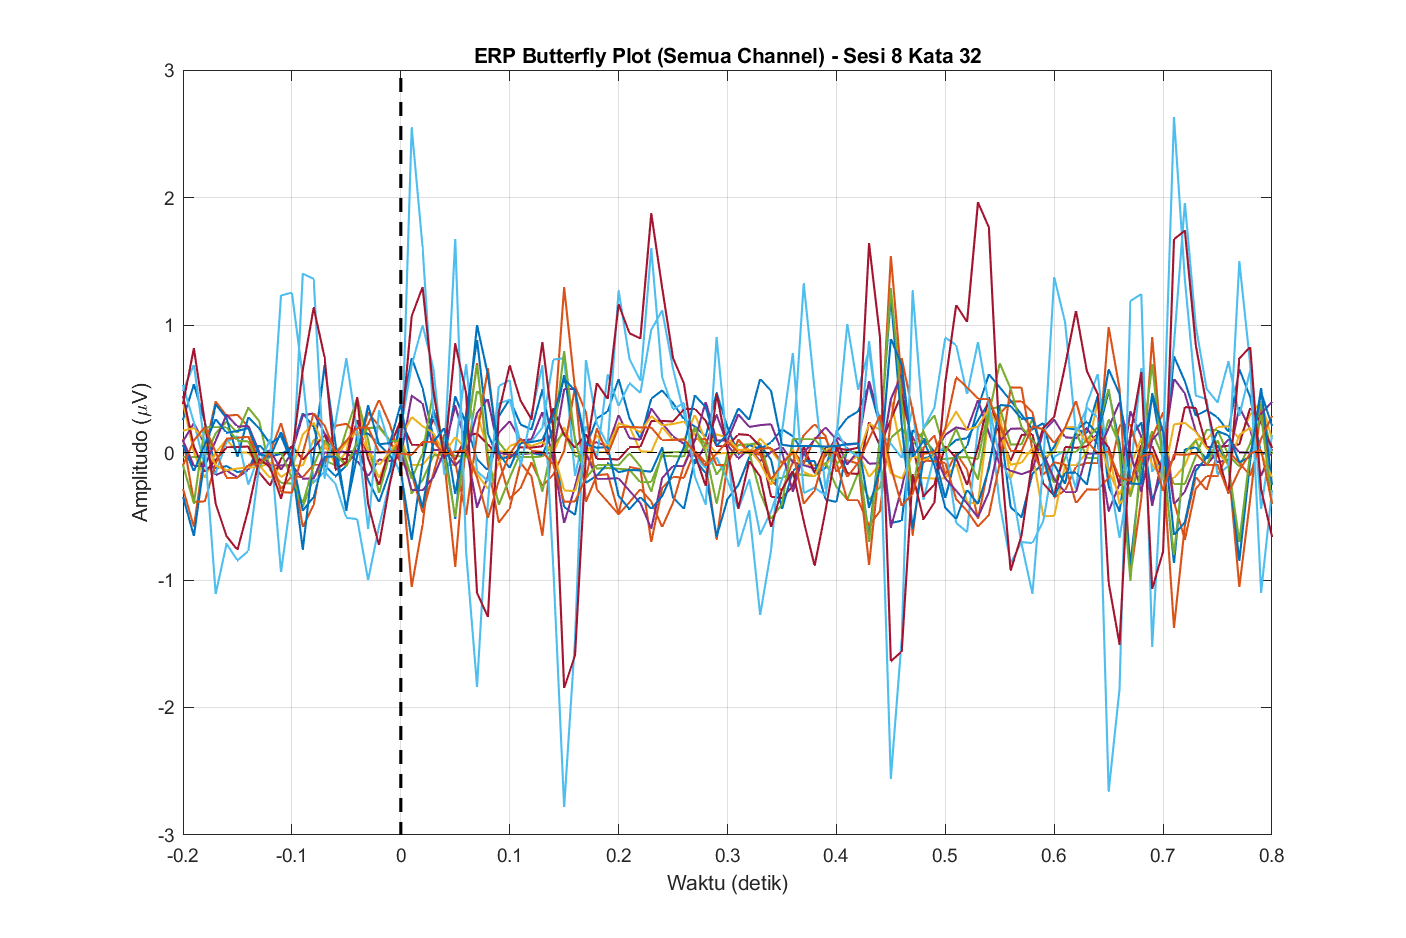 ERP Butterfly Plot (Semua Channel) - Sesi 8 Kata 32
3
2
1
0
-1
-2
-3
Amplitudo (μV)
-0.2 -0.1 0 0.1 0.2 0.3 0.4 0.5 0.6 0.7 0.8
Waktu (detik)